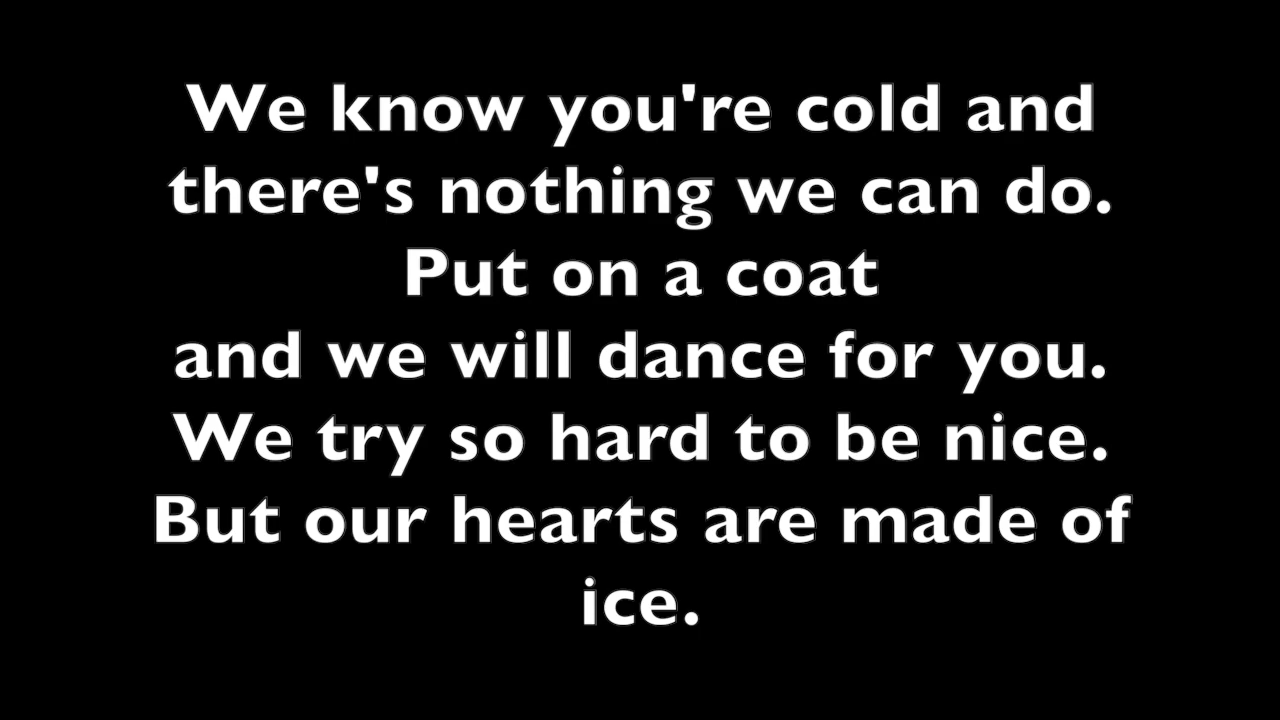 We know you're cold and
there's nothing we can do.
Put on a coat
and we will dance for you.
We try so hard to be nice.
But our hearts are made of
ice.